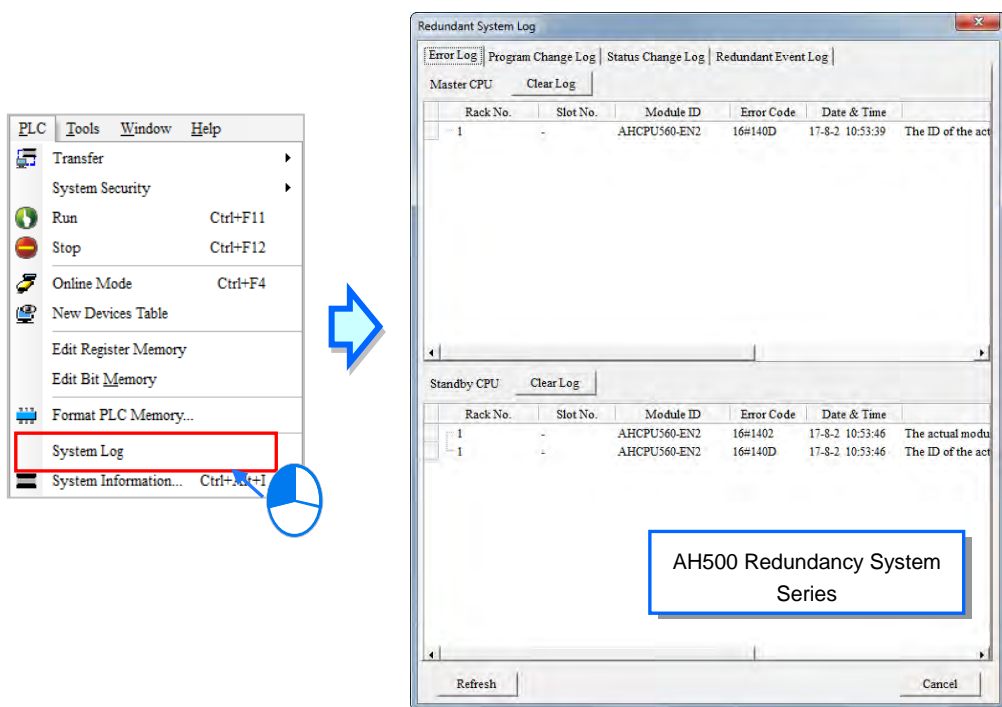 PLC Tools Window Help
Transfer
System Security
Run Ctrl+F11
Stop Ctrl+F12
Online Mode Ctrl+F4
New Devices Table
Edit Register Memory
Edit Bit Memory
Format PLC Memory...
System Log
System Information... Ctrl+Alt+I
Redundant System Log
Error Log Program Change Log Status Change Log Redundant Event Log
Master CPU Clear Log
Rack No. Slot No. Module ID Error Code Date & Time
1 - AHCPU560-EN2 16#140D 17-8-2 10:53:39 The ID of the act
Standby CPU Clear Log
Rack No. Slot No. Module ID Error Code Date & Time
1 - AHCPU560-EN2 16#1402 17-8-2 10:53:46 The actual modu
1 - AHCPU560-EN2 16#140D 17-8-2 10:53:46 The ID of the act
AH500 Redundancy System
Series
Refresh Cancel